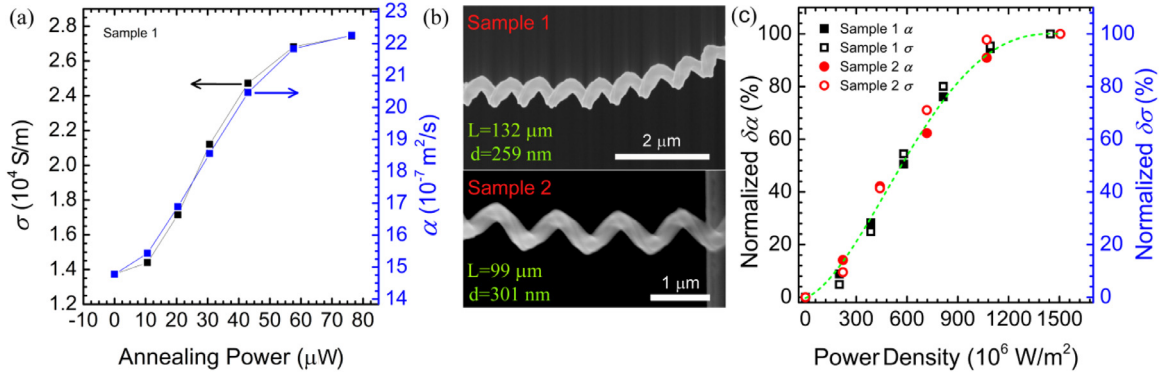 (a)
Sample 1
σ (10⁴ S/m)
2.8
2.6
2.4
2.2
2.0
1.8
1.6
1.4
1.2
α (10⁻⁷ m²/s)
23
22
21
20
19
18
17
16
15
14
-10 0 10 20 30 40 50 60 70 80
Annealing Power (μW)
(b)
Sample 1
L=132 μm
d=259 nm
2 μm
Sample 2
L=99 μm
d=301 nm
1 μm
(c)
Normalized δα (%)
100
80
60
40
20
0
Sample 1 α
Sample 1 σ
Sample 2 α
Sample 2 σ
Normalized δσ (%)
100
80
60
40
20
0
0 300 600 900 1200 1500
Power Density (10⁶ W/m²)